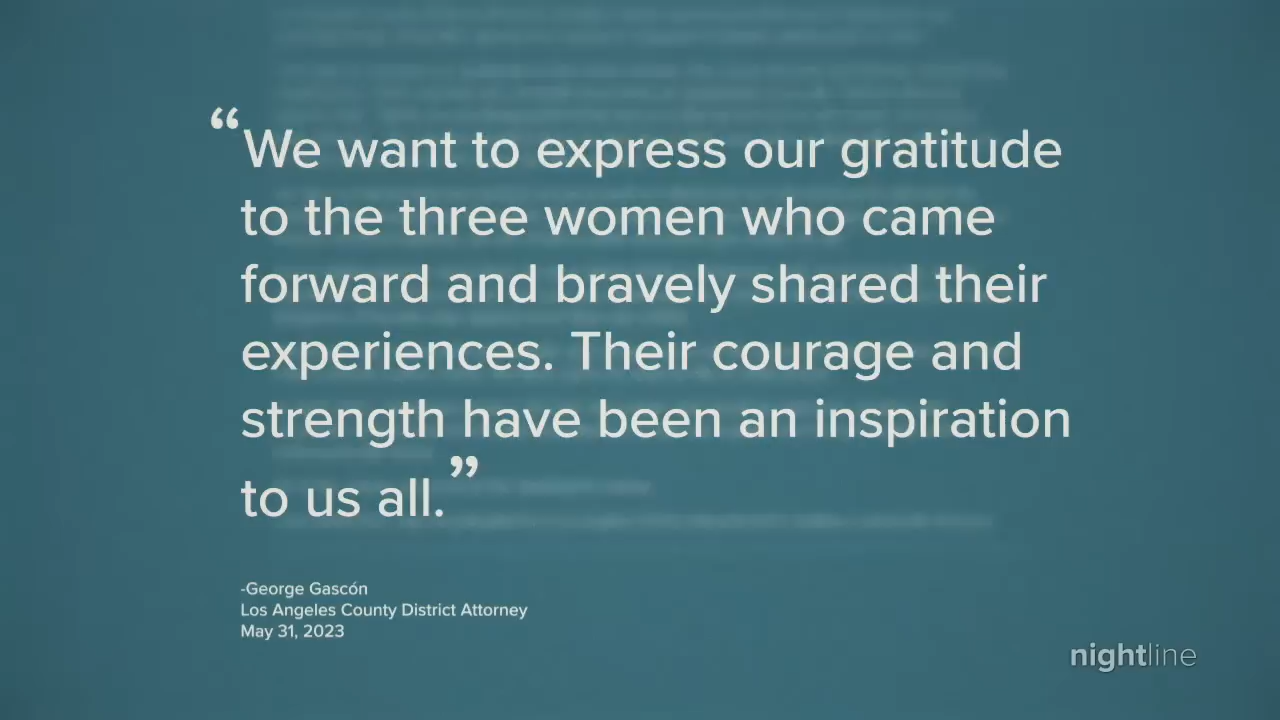 “We want to express our gratitude
to the three women who came
forward and bravely shared their
experiences. Their courage and
strength have been an inspiration
to us all.”
-George Gascón
Los Angeles County District Attorney
May 31, 2023
nightline